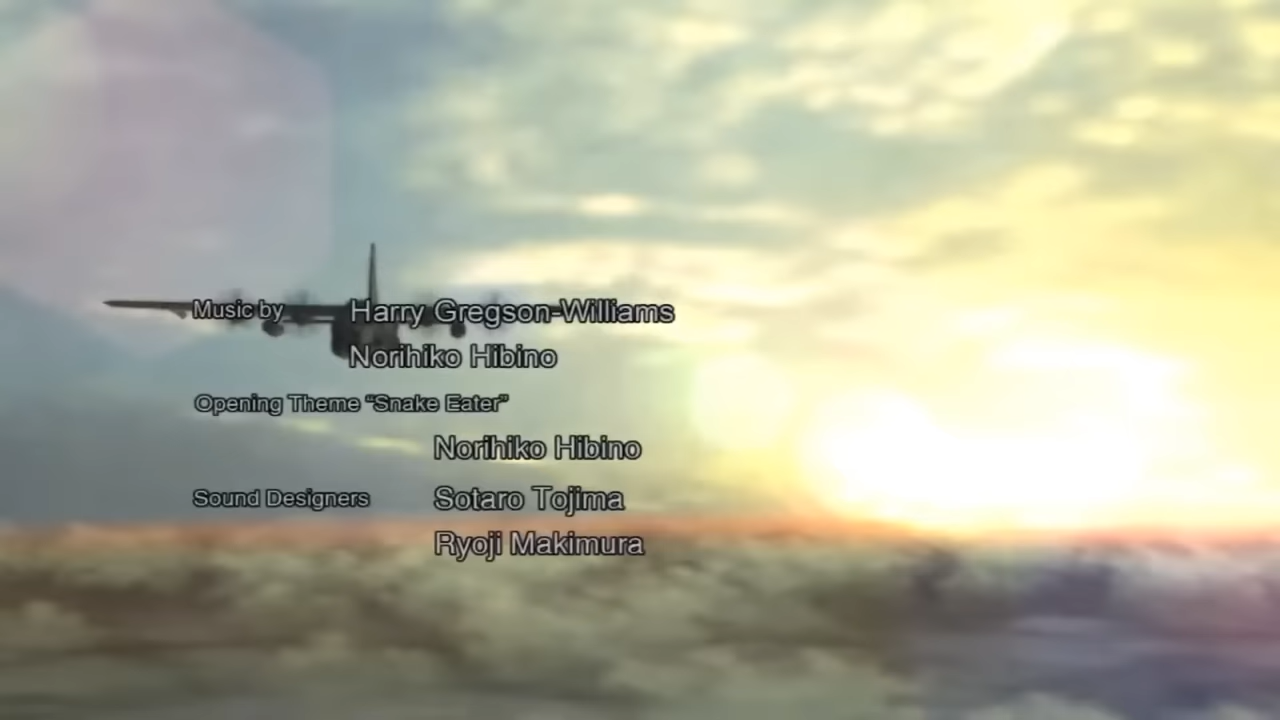 Music by Harry Gregson-Williams
Norihiko Hibino
Opening Theme “Snake Eater”
Norihiko Hibino
Sound Designers Sotaro Tojima
Ryoji Makimura